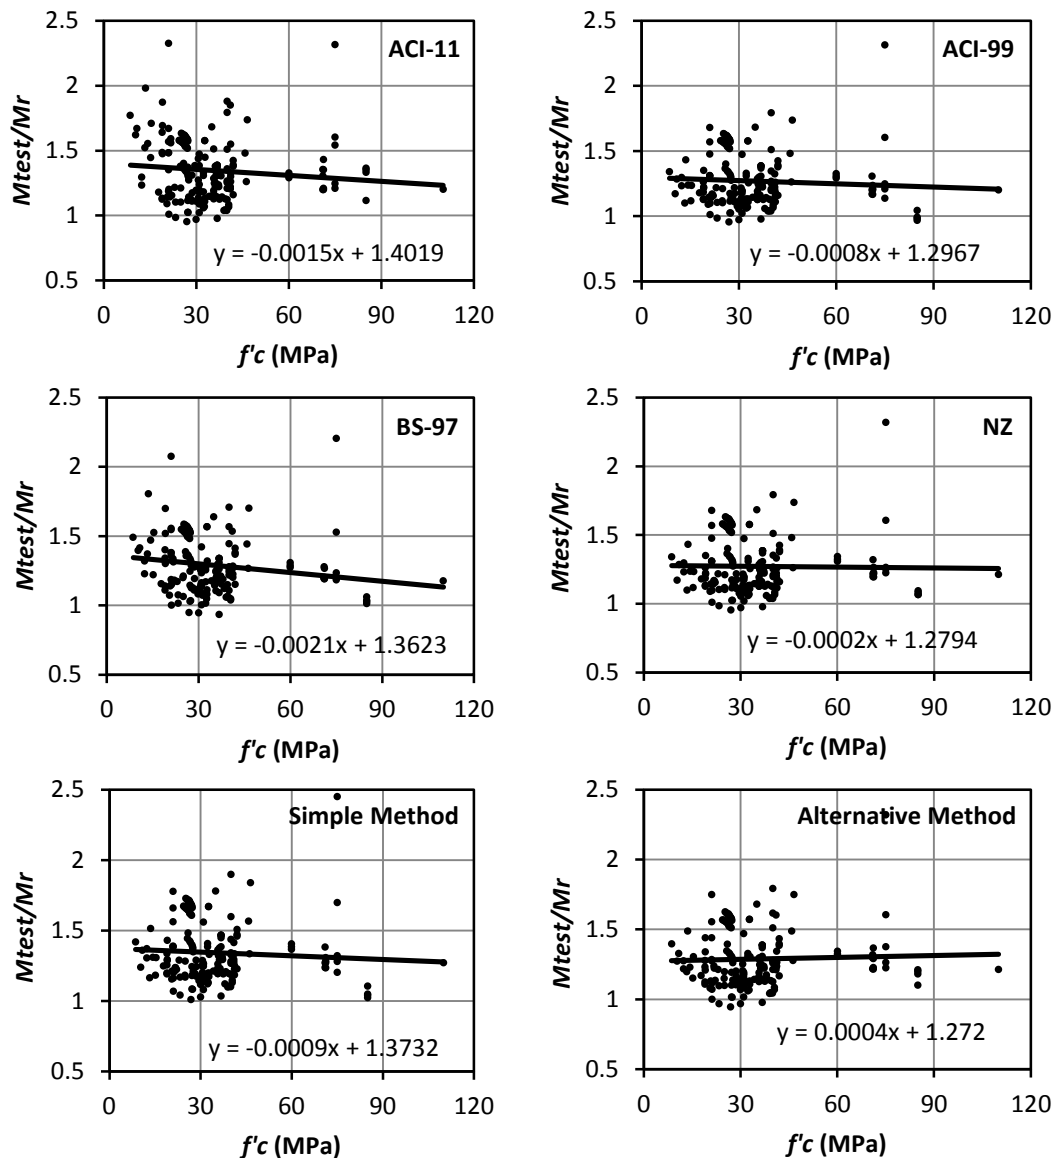 2.5
2
1.5
1
0.5
Mtest/Mr
ACI-11
y = -0.0015x + 1.4019
0 30 60 90 120
f'c (MPa)
2.5
2
1.5
1
0.5
Mtest/Mr
ACI-99
y = -0.0008x + 1.2967
0 30 60 90 120
f'c (MPa)
2.5
2
1.5
1
0.5
Mtest/Mr
BS-97
y = -0.0021x + 1.3623
0 30 60 90 120
f'c (MPa)
2.5
2
1.5
1
0.5
Mtest/Mr
NZ
y = -0.0002x + 1.2794
0 30 60 90 120
f'c (MPa)
2.5
2
1.5
1
0.5
Mtest/Mr
Simple Method
y = -0.0009x + 1.3732
0 30 60 90 120
f'c (MPa)
2.5
2
1.5
1
0.5
Mtest/Mr
Alternative Method
y = 0.0004x + 1.272
0 30 60 90 120
f'c (MPa)